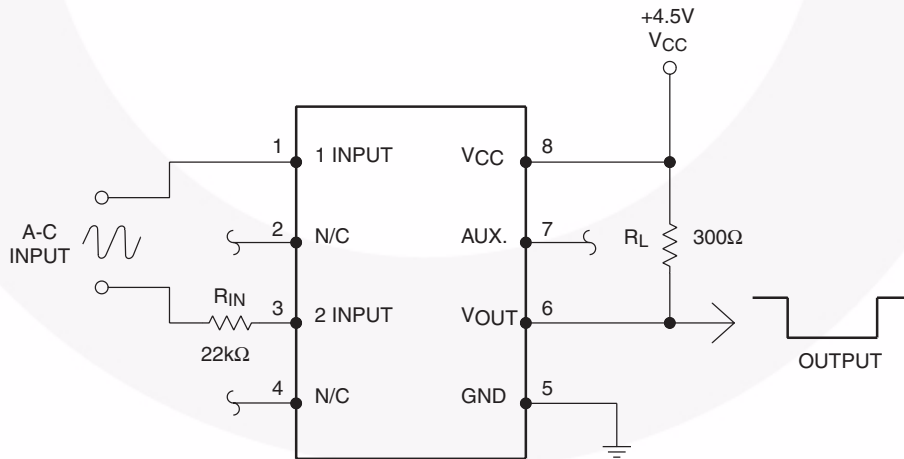 +4.5V
VCC
1
1 INPUT
VCC
8
A-C
INPUT
2
N/C
AUX.
7
RL
300Ω
RIN
22kΩ
3
2 INPUT
VOUT
6
OUTPUT
4
N/C
GND
5